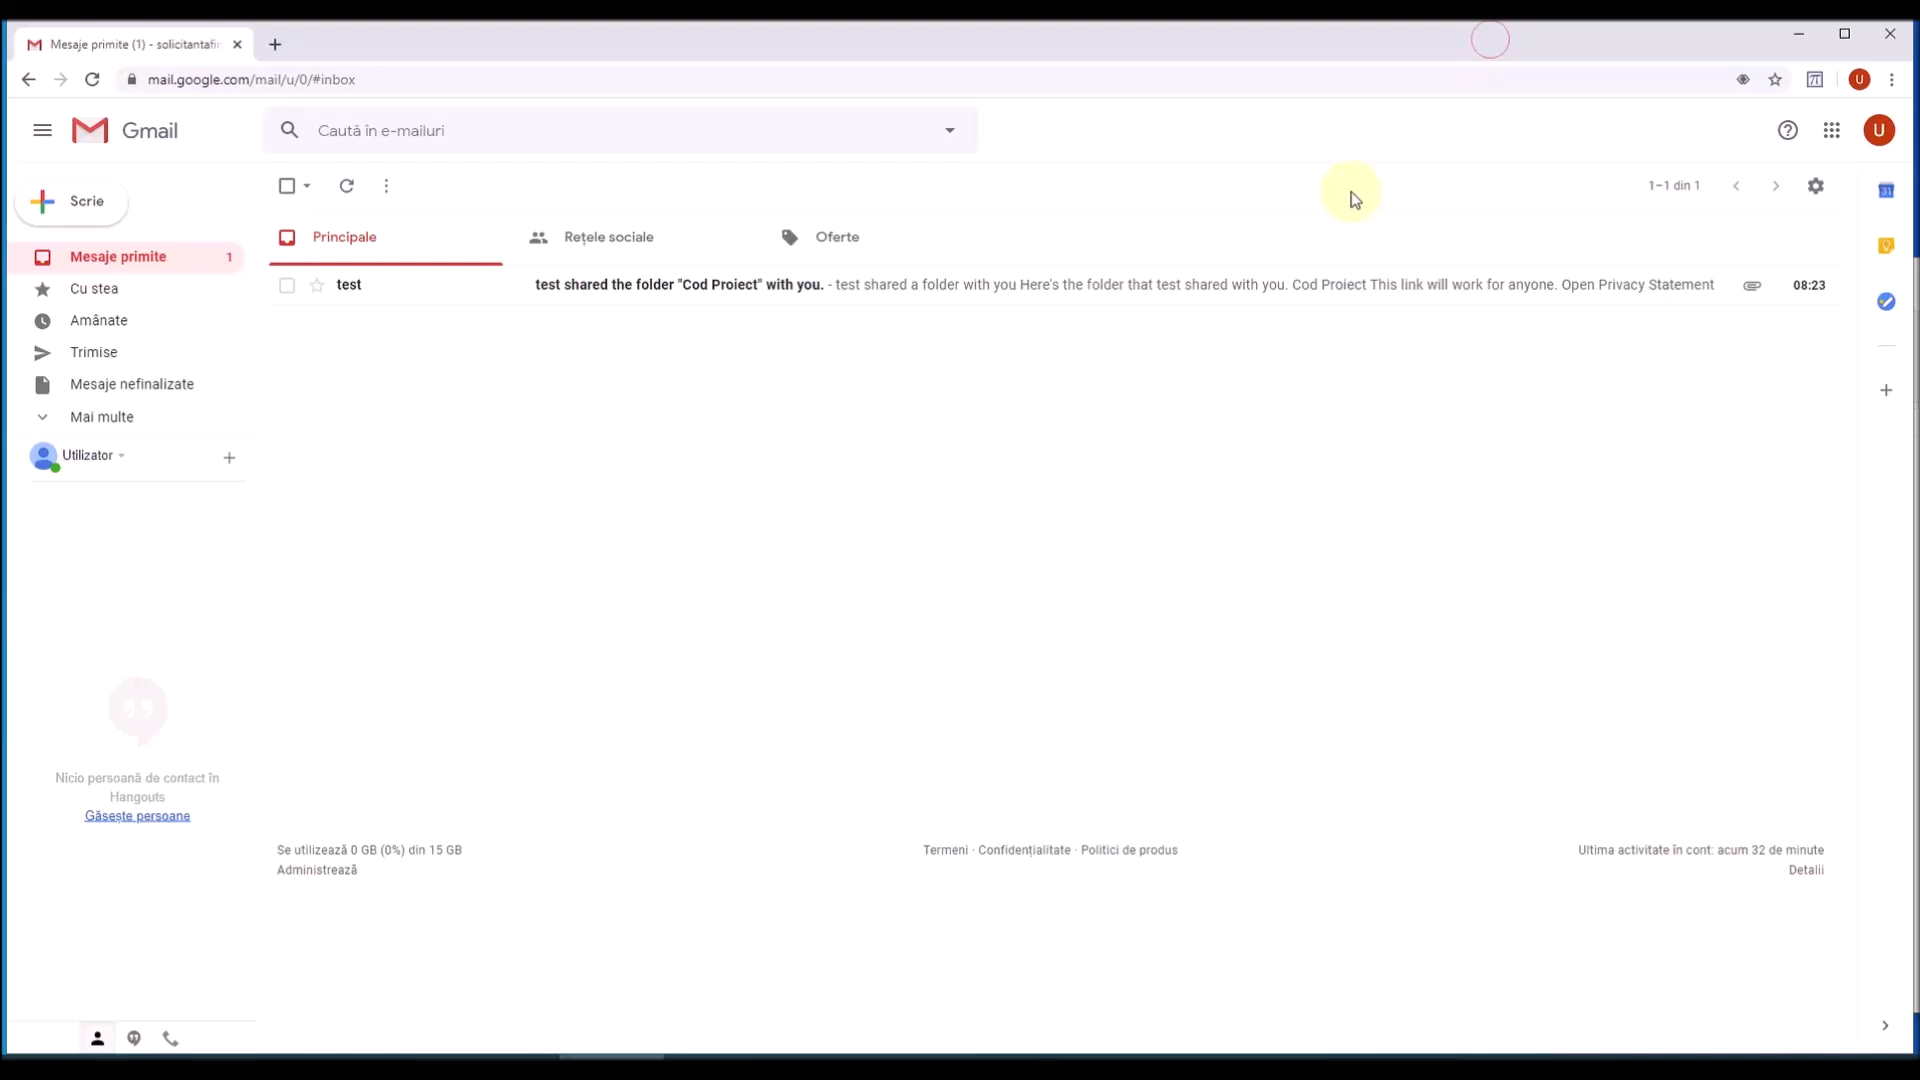 Mesaje primite (1) - solicitantafin
mail.google.com/mail/u/0/#inbox
U
Gmail
Caută în e-mailuri
U
Scrie
1–1 din 1
31
Principale
Rețele sociale
Oferte
Mesaje primite 1
test test shared the folder "Cod Proiect" with you. - test shared a folder with you Here's the folder that test shared with you. Cod Proiect This link will work for anyone. Open Privacy Statement 08:23
Cu stea
Amânate
Trimise
Mesaje nefinalizate
Mai multe
Utilizator
Nicio persoană de contact în
Hangouts
Găsește persoane
Se utilizează 0 GB (0%) din 15 GB
Administrează
Termeni · Confidențialitate · Politici de produs
Ultima activitate în cont: acum 32 de minute
Detalii